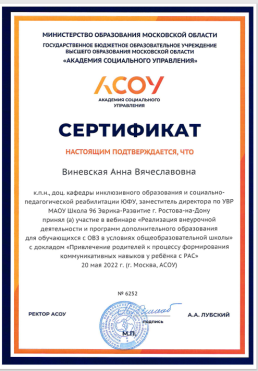 МИНИСТЕРСТВО ОБРАЗОВАНИЯ МОСКОВСКОЙ ОБЛАСТИ
ГОСУДАРСТВЕННОЕ БЮДЖЕТНОЕ ОБРАЗОВАТЕЛЬНОЕ УЧРЕЖДЕНИЕ
ВЫСШЕГО ОБРАЗОВАНИЯ МОСКОВСКОЙ ОБЛАСТИ
«АКАДЕМИЯ СОЦИАЛЬНОГО УПРАВЛЕНИЯ»
АСОУ
АКАДЕМИЯ СОЦИАЛЬНОГО
УПРАВЛЕНИЯ
СЕРТИФИКАТ
НАСТОЯЩИМ ПОДТВЕРЖДАЕТСЯ, ЧТО
Виневская Анна Вячеславовна
к.п.н., доц. кафедры инклюзивного образования и социально-
педагогической реабилитации ЮФУ, заместитель директора по УВР
МАОУ Школа 96 Эврика-Развитие г. Ростова-на-Дону
принял (а) участие в вебинаре «Реализация внеурочной
деятельности и программ дополнительного образования
для обучающихся с ОВЗ в условиях общеобразовательной школы»
с докладом «Привлечение родителей к процессу формирования
коммуникативных навыков у ребёнка с РАС»
20 мая 2022 г. (г. Москва, АСОУ)
№ 6252
РЕКТОР АСОУ
подпись
А.А. ЛУБСКИЙ
М.П.